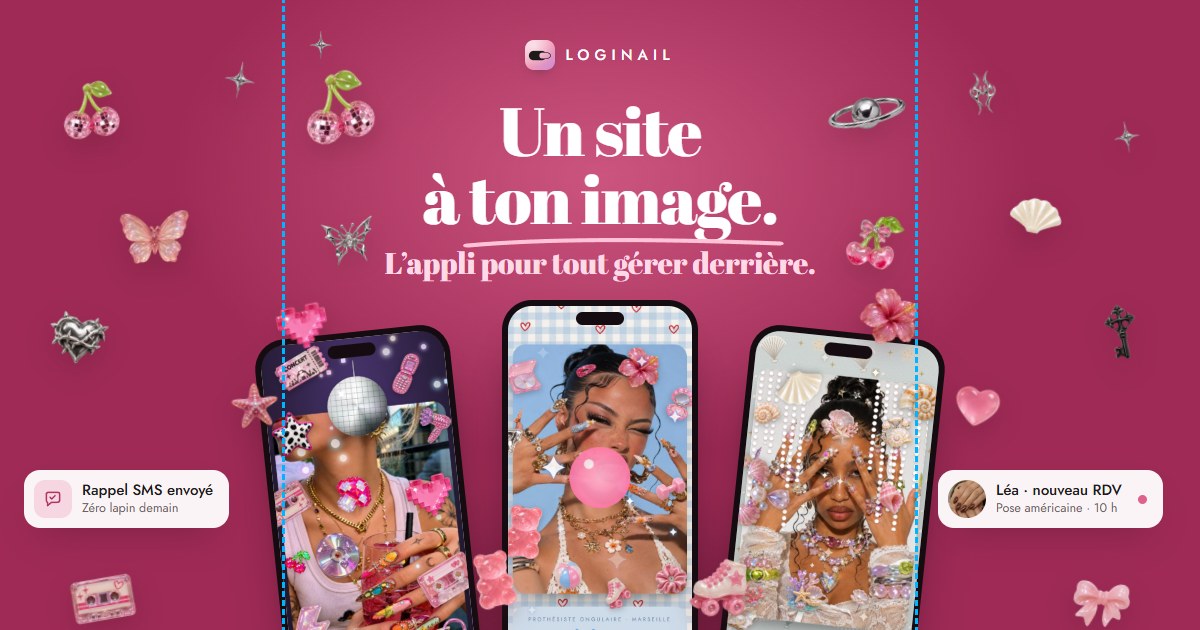 LOGINAIL
Un site
à ton image.
L'appli pour tout gérer derrière.
CONCERT
Rappel SMS envoyé
Zéro lapin demain
Léa · nouveau RDV
Pose américaine · 10 h
PROTHÉSISTE ONGULAIRE · MARSEILLE